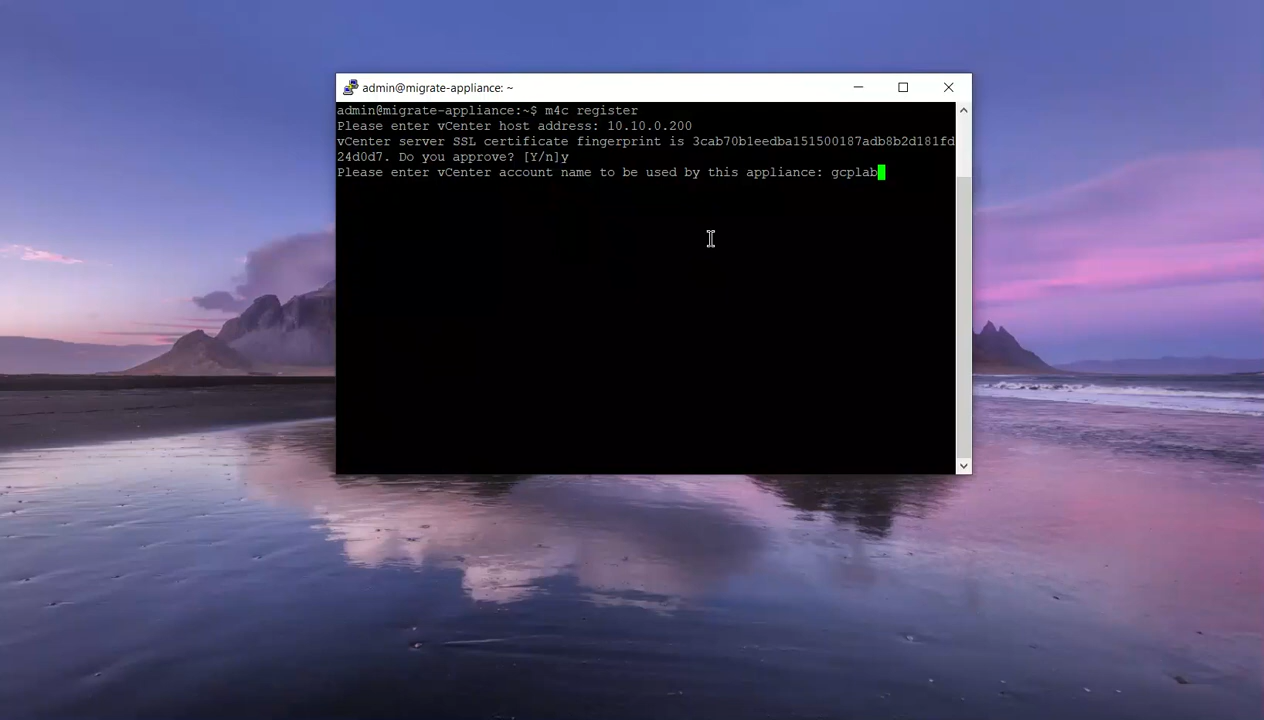 admin@migrate-appliance: ~
admin@migrate-appliance:~$ m4c register
Please enter vCenter host address: 10.10.0.200
vCenter server SSL certificate fingerprint is 3cab70b1eedba151500187adb8b2d181fd
24d0d7. Do you approve? [Y/n]y
Please enter vCenter account name to be used by this appliance: gcplab